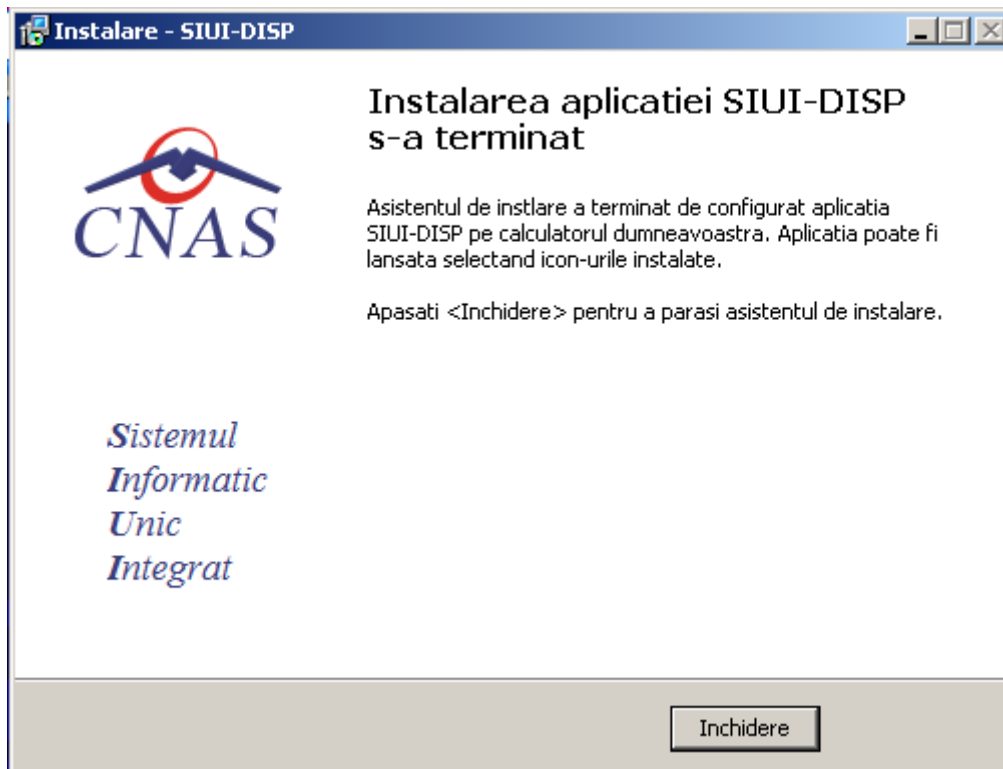 Instalare - SIUI-DISP
Instalarea aplicatiei SIUI-DISP
s-a terminat
CNAS
Asistentul de instlare a terminat de configurat aplicatia
SIUI-DISP pe calculatorul dumneavoastra. Aplicatia poate fi
lansata selectand icon-urile instalate.
Apasati <Inchidere> pentru a parasi asistentul de instalare.
Sistemul
Informatic
Unic
Integrat
Inchidere